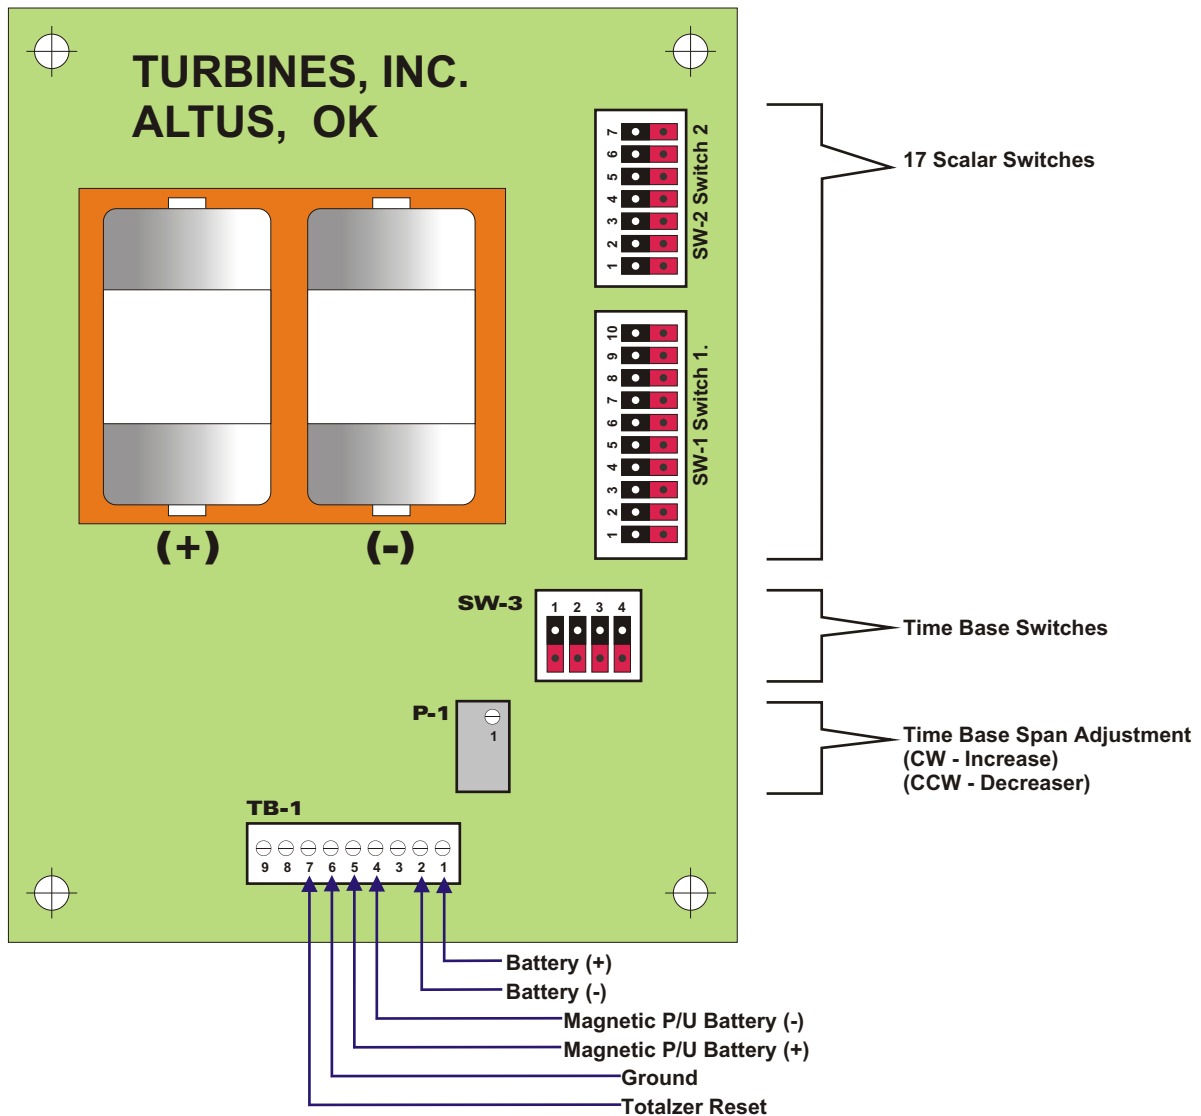 TURBINES, INC.
ALTUS, OK
7
6
5
4
3
2
1
SW-2 Switch 2
17 Scalar Switches
10
9
8
7
6
5
4
3
2
1
SW-1 Switch 1.
(+)
(-)
SW-3
1 2 3 4
Time Base Switches
P-1
1
Time Base Span Adjustment
(CW - Increase)
(CCW - Decreaser)
TB-1
9 8 7 6 5 4 3 2 1
Battery (+)
Battery (-)
Magnetic P/U Battery (-)
Magnetic P/U Battery (+)
Ground
Totalzer Reset